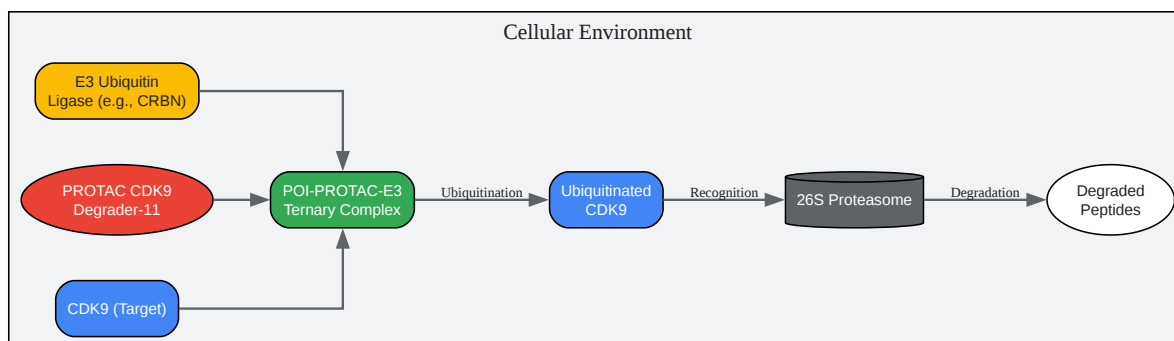 Cellular Environment
E3 Ubiquitin
Ligase (e.g., CRBN)
PROTAC CDK9
Degrader-11
POI-PROTAC-E3
Ternary Complex
Ubiquitination
Ubiquitinated
CDK9
Recognition
26S Proteasome
Degradation
Degraded
Peptides
CDK9 (Target)